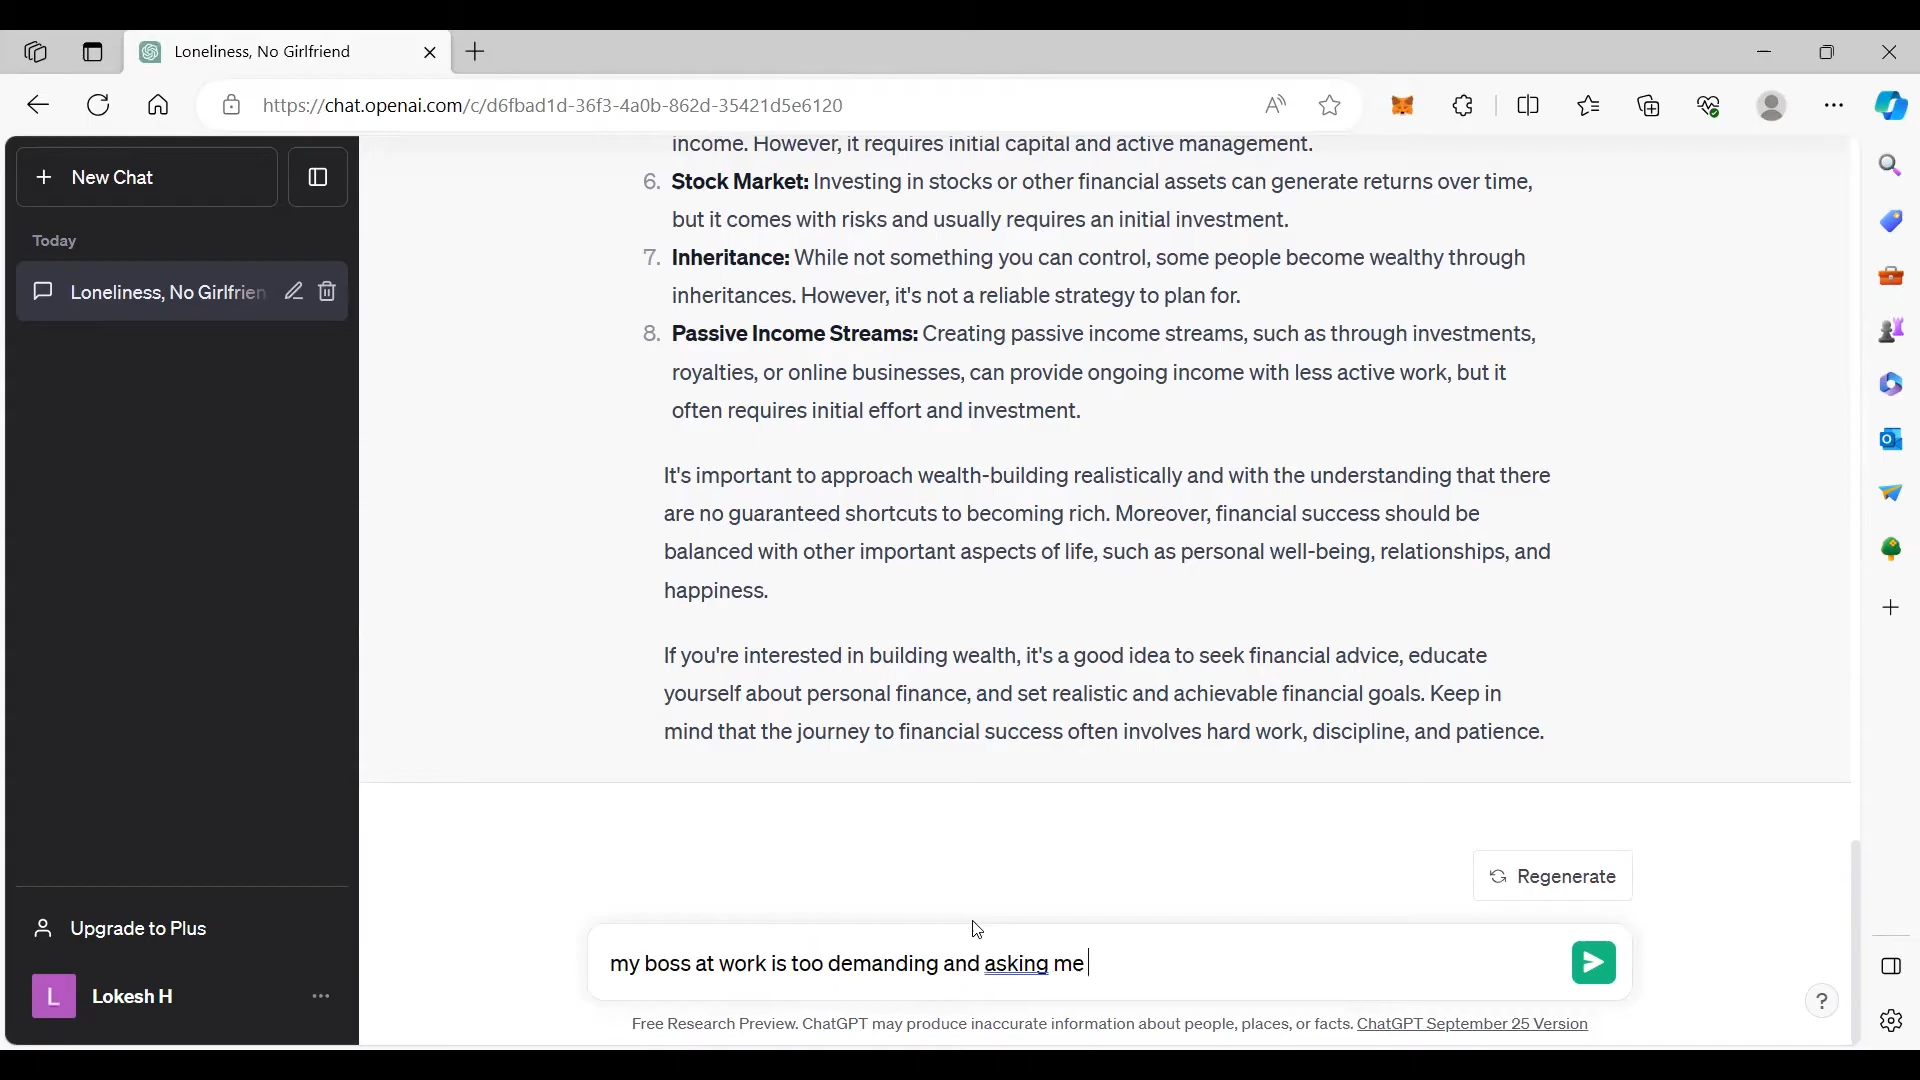 Loneliness, No Girlfriend
https://chat.openai.com/c/d6fbad1d-36f3-4a0b-862d-35421d5e6120
New Chat
Today
Loneliness, No Girlfrien
Upgrade to Plus
L Lokesh H
income. However, it requires initial capital and active management.
6. Stock Market: Investing in stocks or other financial assets can generate returns over time,
but it comes with risks and usually requires an initial investment.
7. Inheritance: While not something you can control, some people become wealthy through
inheritances. However, it's not a reliable strategy to plan for.
8. Passive Income Streams: Creating passive income streams, such as through investments,
royalties, or online businesses, can provide ongoing income with less active work, but it
often requires initial effort and investment.
It's important to approach wealth-building realistically and with the understanding that there
are no guaranteed shortcuts to becoming rich. Moreover, financial success should be
balanced with other important aspects of life, such as personal well-being, relationships, and
happiness.
If you're interested in building wealth, it's a good idea to seek financial advice, educate
yourself about personal finance, and set realistic and achievable financial goals. Keep in
mind that the journey to financial success often involves hard work, discipline, and patience.
Regenerate
my boss at work is too demanding and asking me
Free Research Preview. ChatGPT may produce inaccurate information about people, places, or facts. ChatGPT September 25 Version
?